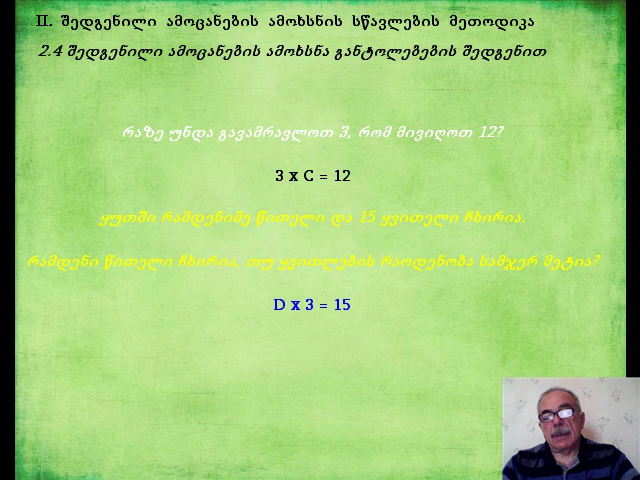 II. შედგენილი ამოცანების ამოხსნის სწავლების მეთოდიკა
2.4 შედგენილი ამოცანების ამოხსნა განტოლებების შედგენით
რაზე უნდა გავამრავლოთ 3, რომ მივიღოთ 12?
3 x C = 12
ყუთში რამდენიმე წითელი და 15 ყვითელი ჩხირია.
რამდენი წითელი ჩხირია, თუ ყვითლების რაოდენობა სამჯერ მეტია?
D x 3 = 15